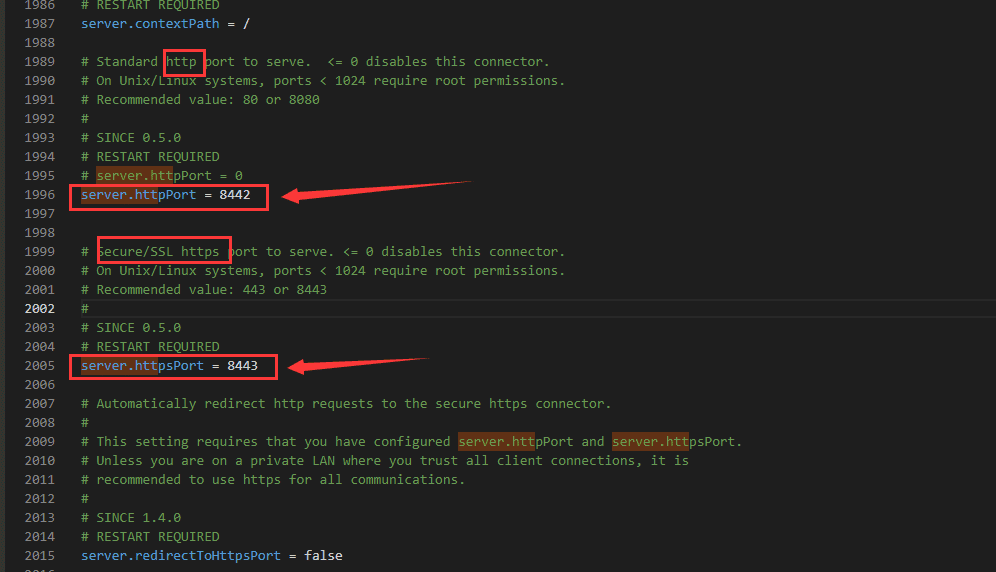 1986 # RESTART REQUIRED
1987 server.contextPath = /
1988
1989 # Standard http port to serve.  <= 0 disables this connector.
1990 # On Unix/Linux systems, ports < 1024 require root permissions.
1991 # Recommended value: 80 or 8080
1992 #
1993 # SINCE 0.5.0
1994 # RESTART REQUIRED
1995 # server.httpPort = 0
1996 server.httpPort = 8442
1997
1998
1999 # Secure/SSL https port to serve. <= 0 disables this connector.
2000 # On Unix/Linux systems, ports < 1024 require root permissions.
2001 # Recommended value: 443 or 8443
2002 #
2003 # SINCE 0.5.0
2004 # RESTART REQUIRED
2005 server.httpsPort = 8443
2006
2007 # Automatically redirect http requests to the secure https connector.
2008 #
2009 # This setting requires that you have configured server.httpPort and server.httpsPort.
2010 # Unless you are on a private LAN where you trust all client connections, it is
2011 # recommended to use https for all communications.
2012 #
2013 # SINCE 1.4.0
2014 # RESTART REQUIRED
2015 server.redirectToHttpsPort = false